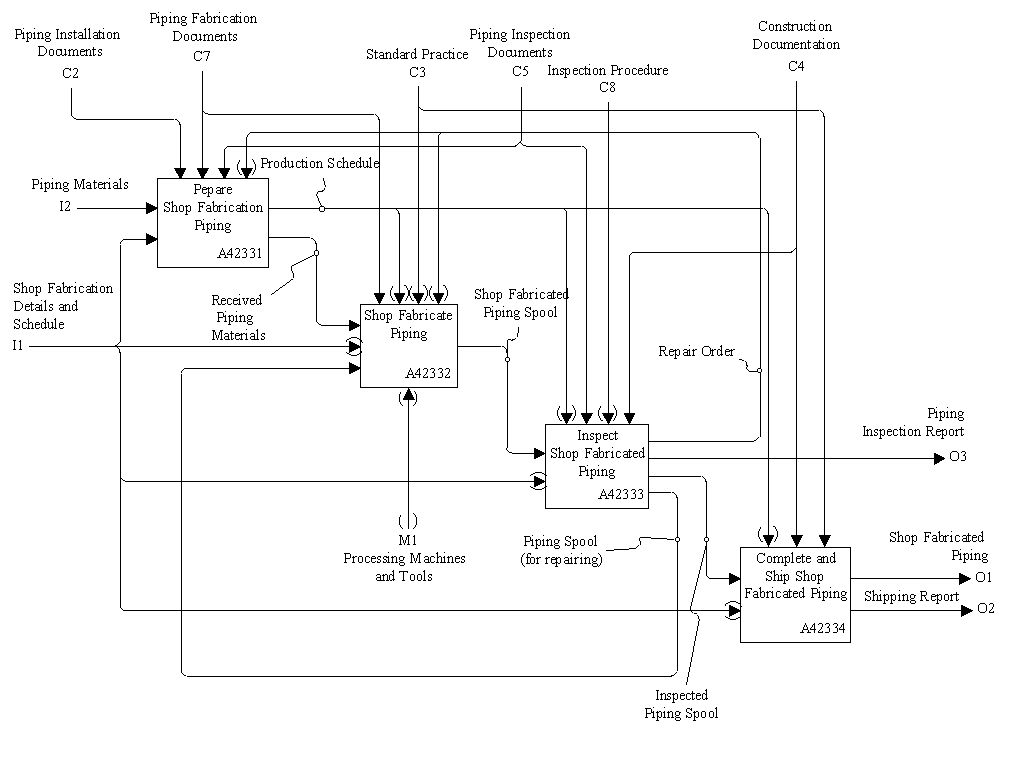 Piping Installation
Documents
C2
Piping Fabrication
Documents
C7
Standard Practice
C3
Piping Inspection
Documents
C5
Inspection Procedure
C8
Construction
Documentation
C4
Production Schedule
Piping Materials
I2
Pepare
Shop Fabrication
Piping
A42331
Shop Fabrication
Details and
Schedule
I1
Received
Piping
Materials
Shop Fabricate
Piping
A42332
Shop Fabricated
Piping Spool
Repair Order
Inspect
Shop Fabricated
Piping
A42333
Piping
Inspection Report
O3
M1
Processing Machines
and Tools
Piping Spool
(for repairing)
Complete and
Ship Shop
Fabricated Piping
A42334
Shop Fabricated
Piping
O1
Shipping Report
O2
Inspected
Piping Spool